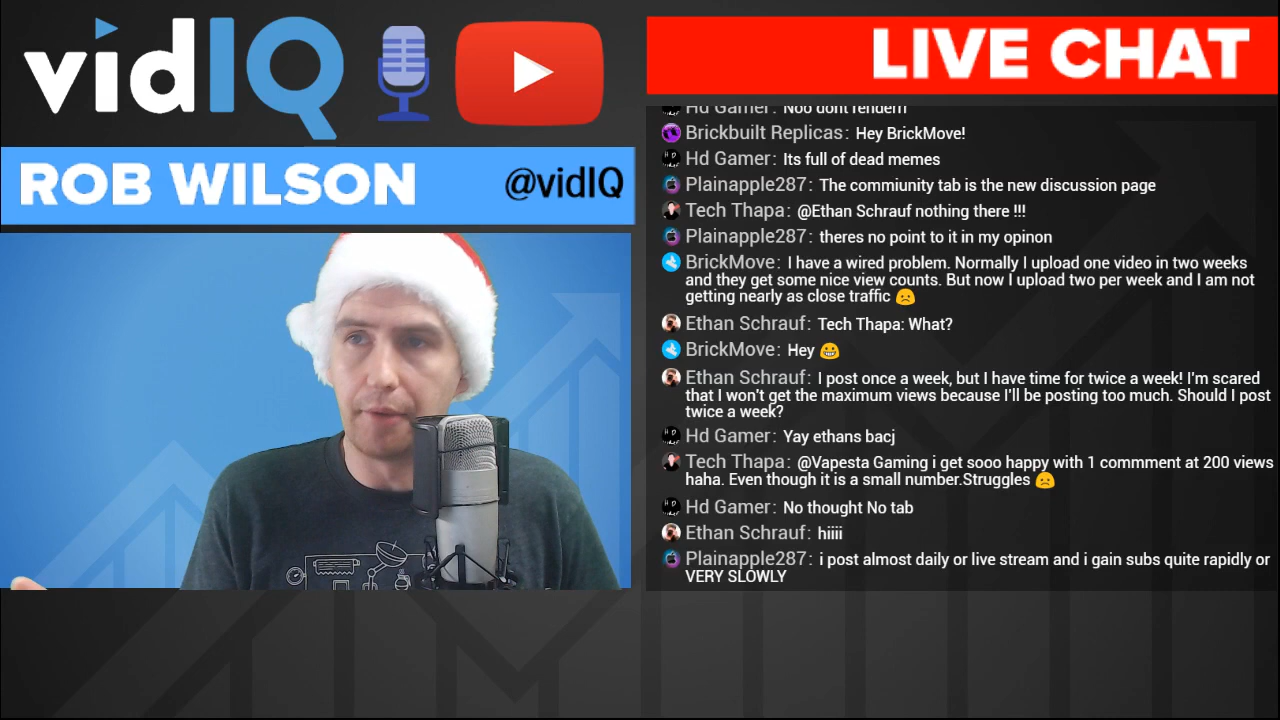 vidIQ
ROB WILSON
@vidIQ
LIVE CHAT
Hd Gamer: Noo dont rendern
Brickbuilt Replicas: Hey BrickMove!
Hd Gamer: Its full of dead memes
Plainapple287: The commiunity tab is the new discussion page
Tech Thapa: @Ethan Schrauf nothing there !!!
Plainapple287: theres no point to it in my opinon
BrickMove: I have a wired problem. Normally I upload one video in two weeks
and they get some nice view counts. But now I upload two per week and I am not
getting nearly as close traffic ☹️
Ethan Schrauf: Tech Thapa: What?
BrickMove: Hey 😬
Ethan Schrauf: I post once a week, but I have time for twice a week! I'm scared
that I won't get the maximum views because I'll be posting too much. Should I post
twice a week?
Hd Gamer: Yay ethans bacj
Tech Thapa: @Vapesta Gaming i get sooo happy with 1 commment at 200 views
haha. Even though it is a small number.Struggles ☹️
Hd Gamer: No thought No tab
Ethan Schrauf: hiiii
Plainapple287: i post almost daily or live stream and i gain subs quite rapidly or
VERY SLOWLY